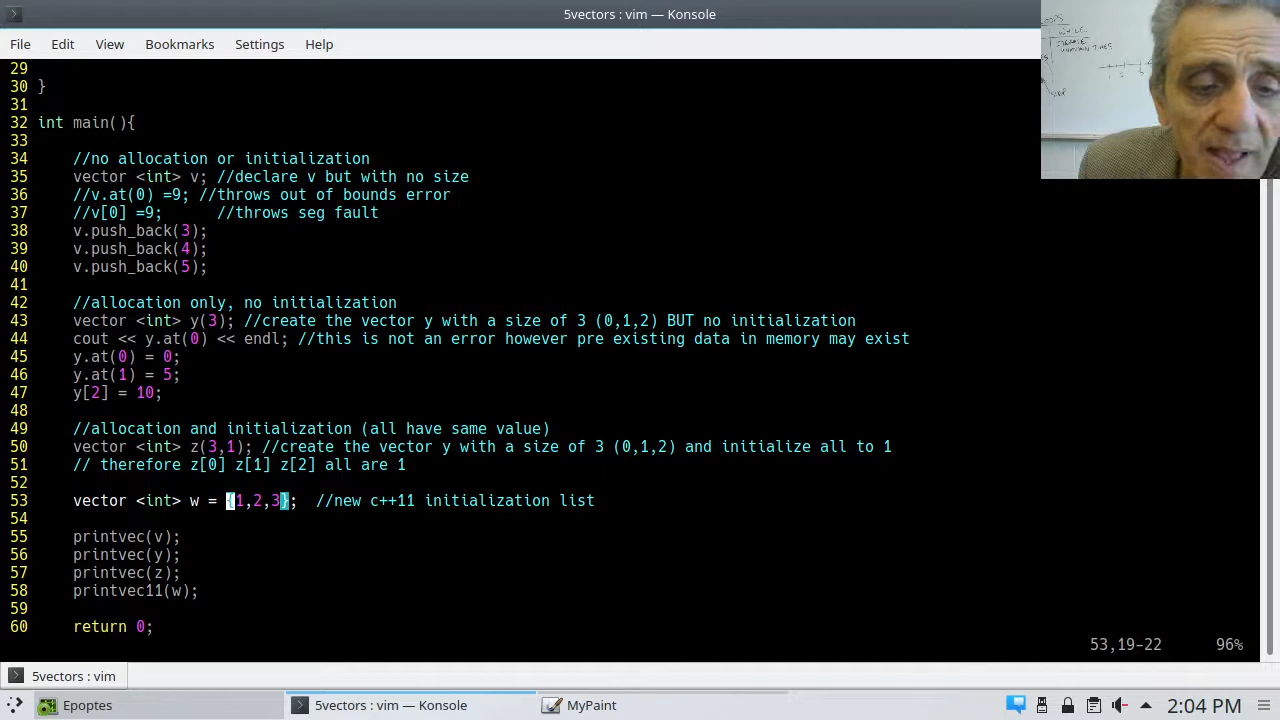 5vectors : vim — Konsole
File Edit View Bookmarks Settings Help
29
30 }
31
32 int main(){
33
34 //no allocation or initialization
35 vector <int> v; //declare v but with no size
36 //v.at(0) =9; //throws out of bounds error
37 //v[0] =9; //throws seg fault
38 v.push_back(3);
39 v.push_back(4);
40 v.push_back(5);
41
42 //allocation only, no initialization
43 vector <int> y(3); //create the vector y with a size of 3 (0,1,2) BUT no initialization
44 cout << y.at(0) << endl; //this is not an error however pre existing data in memory may exist
45 y.at(0) = 0;
46 y.at(1) = 5;
47 y[2] = 10;
48
49 //allocation and initialization (all have same value)
50 vector <int> z(3,1); //create the vector y with a size of 3 (0,1,2) and initialize all to 1
51 // therefore z[0] z[1] z[2] all are 1
52
53 vector <int> w = {1,2,3}; //new c++11 initialization list
54
55 printvec(v);
56 printvec(y);
57 printvec(z);
58 printvec11(w);
59
60 return 0;
53,19-22 96%
5vectors : vim
Epoptes 5vectors : vim — Konsole MyPaint 2:04 PM
WHILE